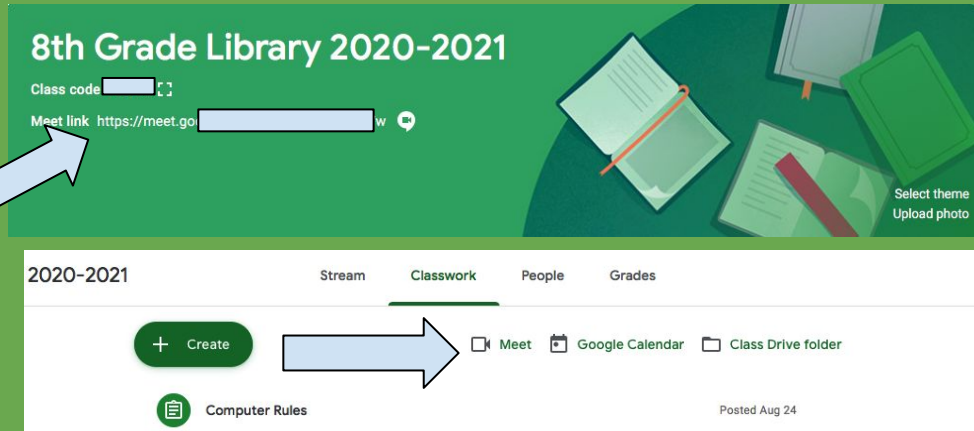 8th Grade Library 2020-2021
Class code
Meet link https://meet.go w
Select theme
Upload photo
2020-2021 Stream Classwork People Grades
+ Create Meet Google Calendar Class Drive folder
Computer Rules Posted Aug 24